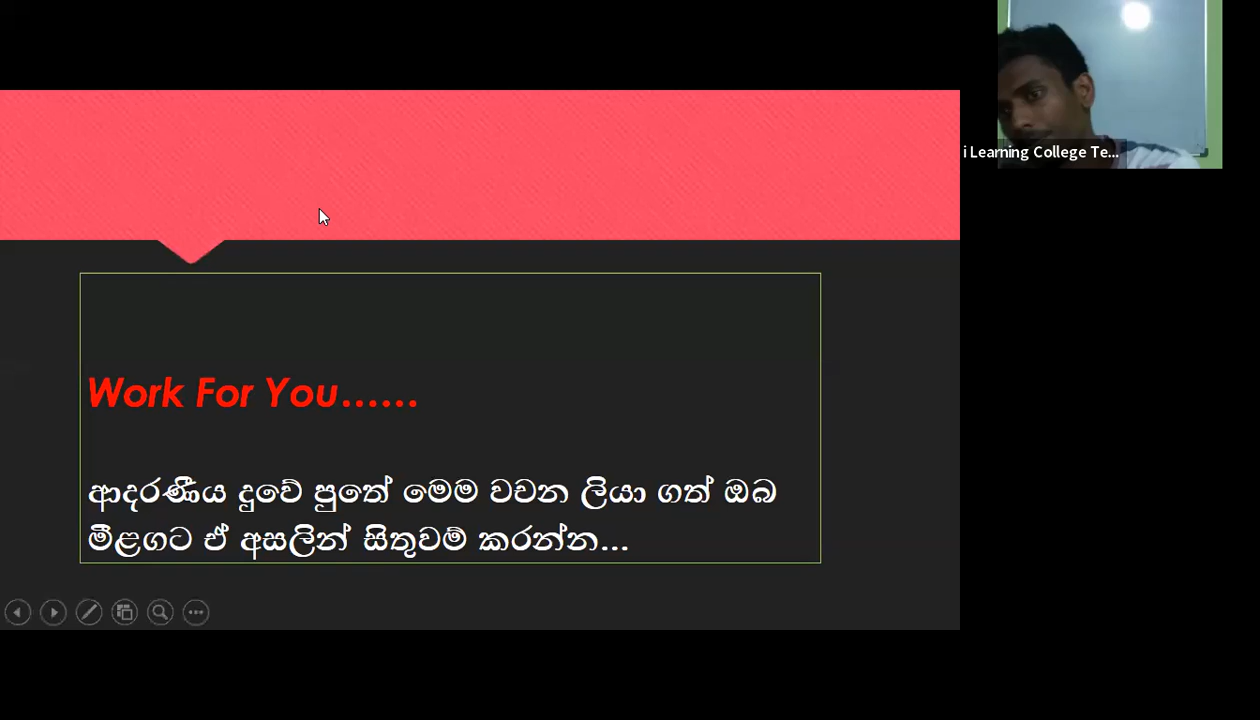 i Learning College Te...
Work For You......
ආදරණීය දුවේ පුතේ මෙම වචන ලියා ගත් ඔබ
මීළගට ඒ අසලින් සිතුවම් කරන්න...